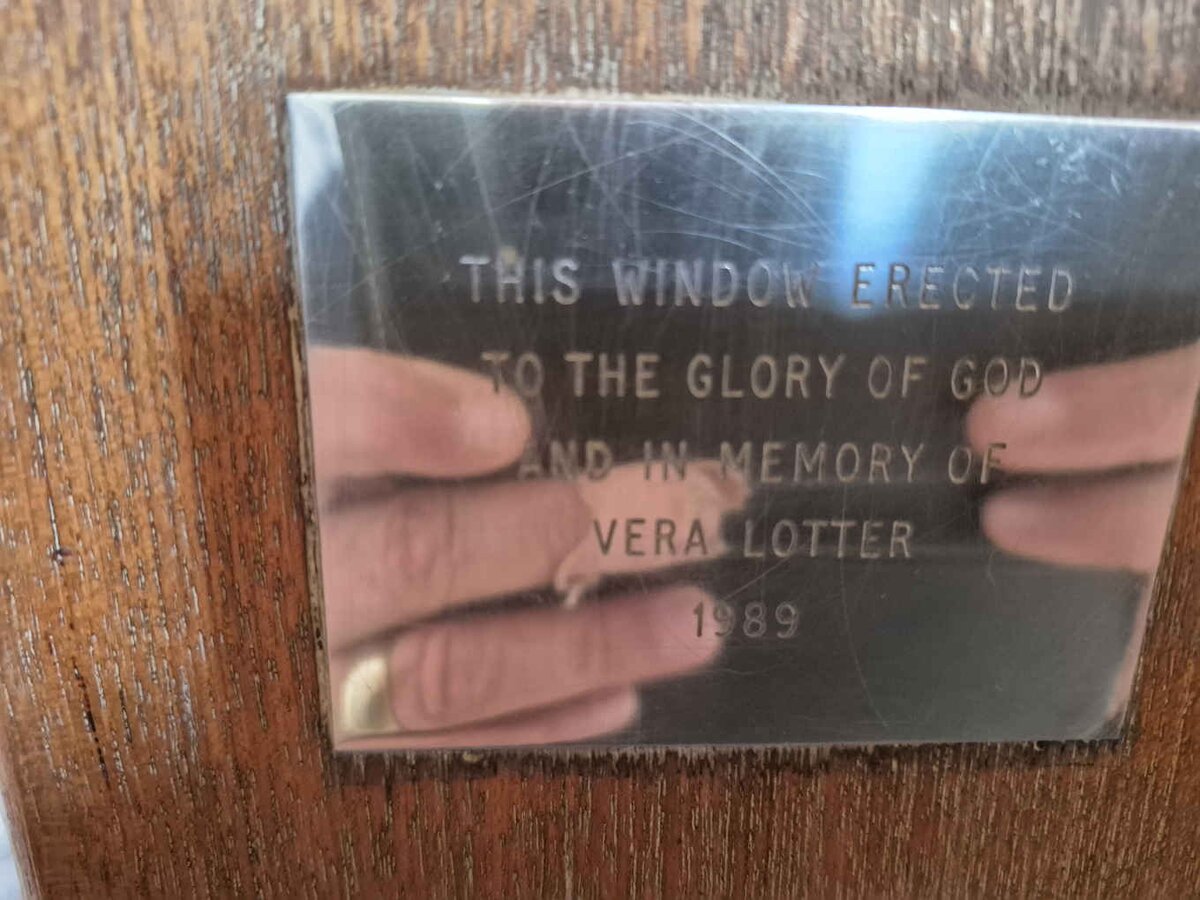 THIS WINDOW ERECTED
TO THE GLORY OF GOD
AND IN MEMORY OF
VERA LOTTER
1989